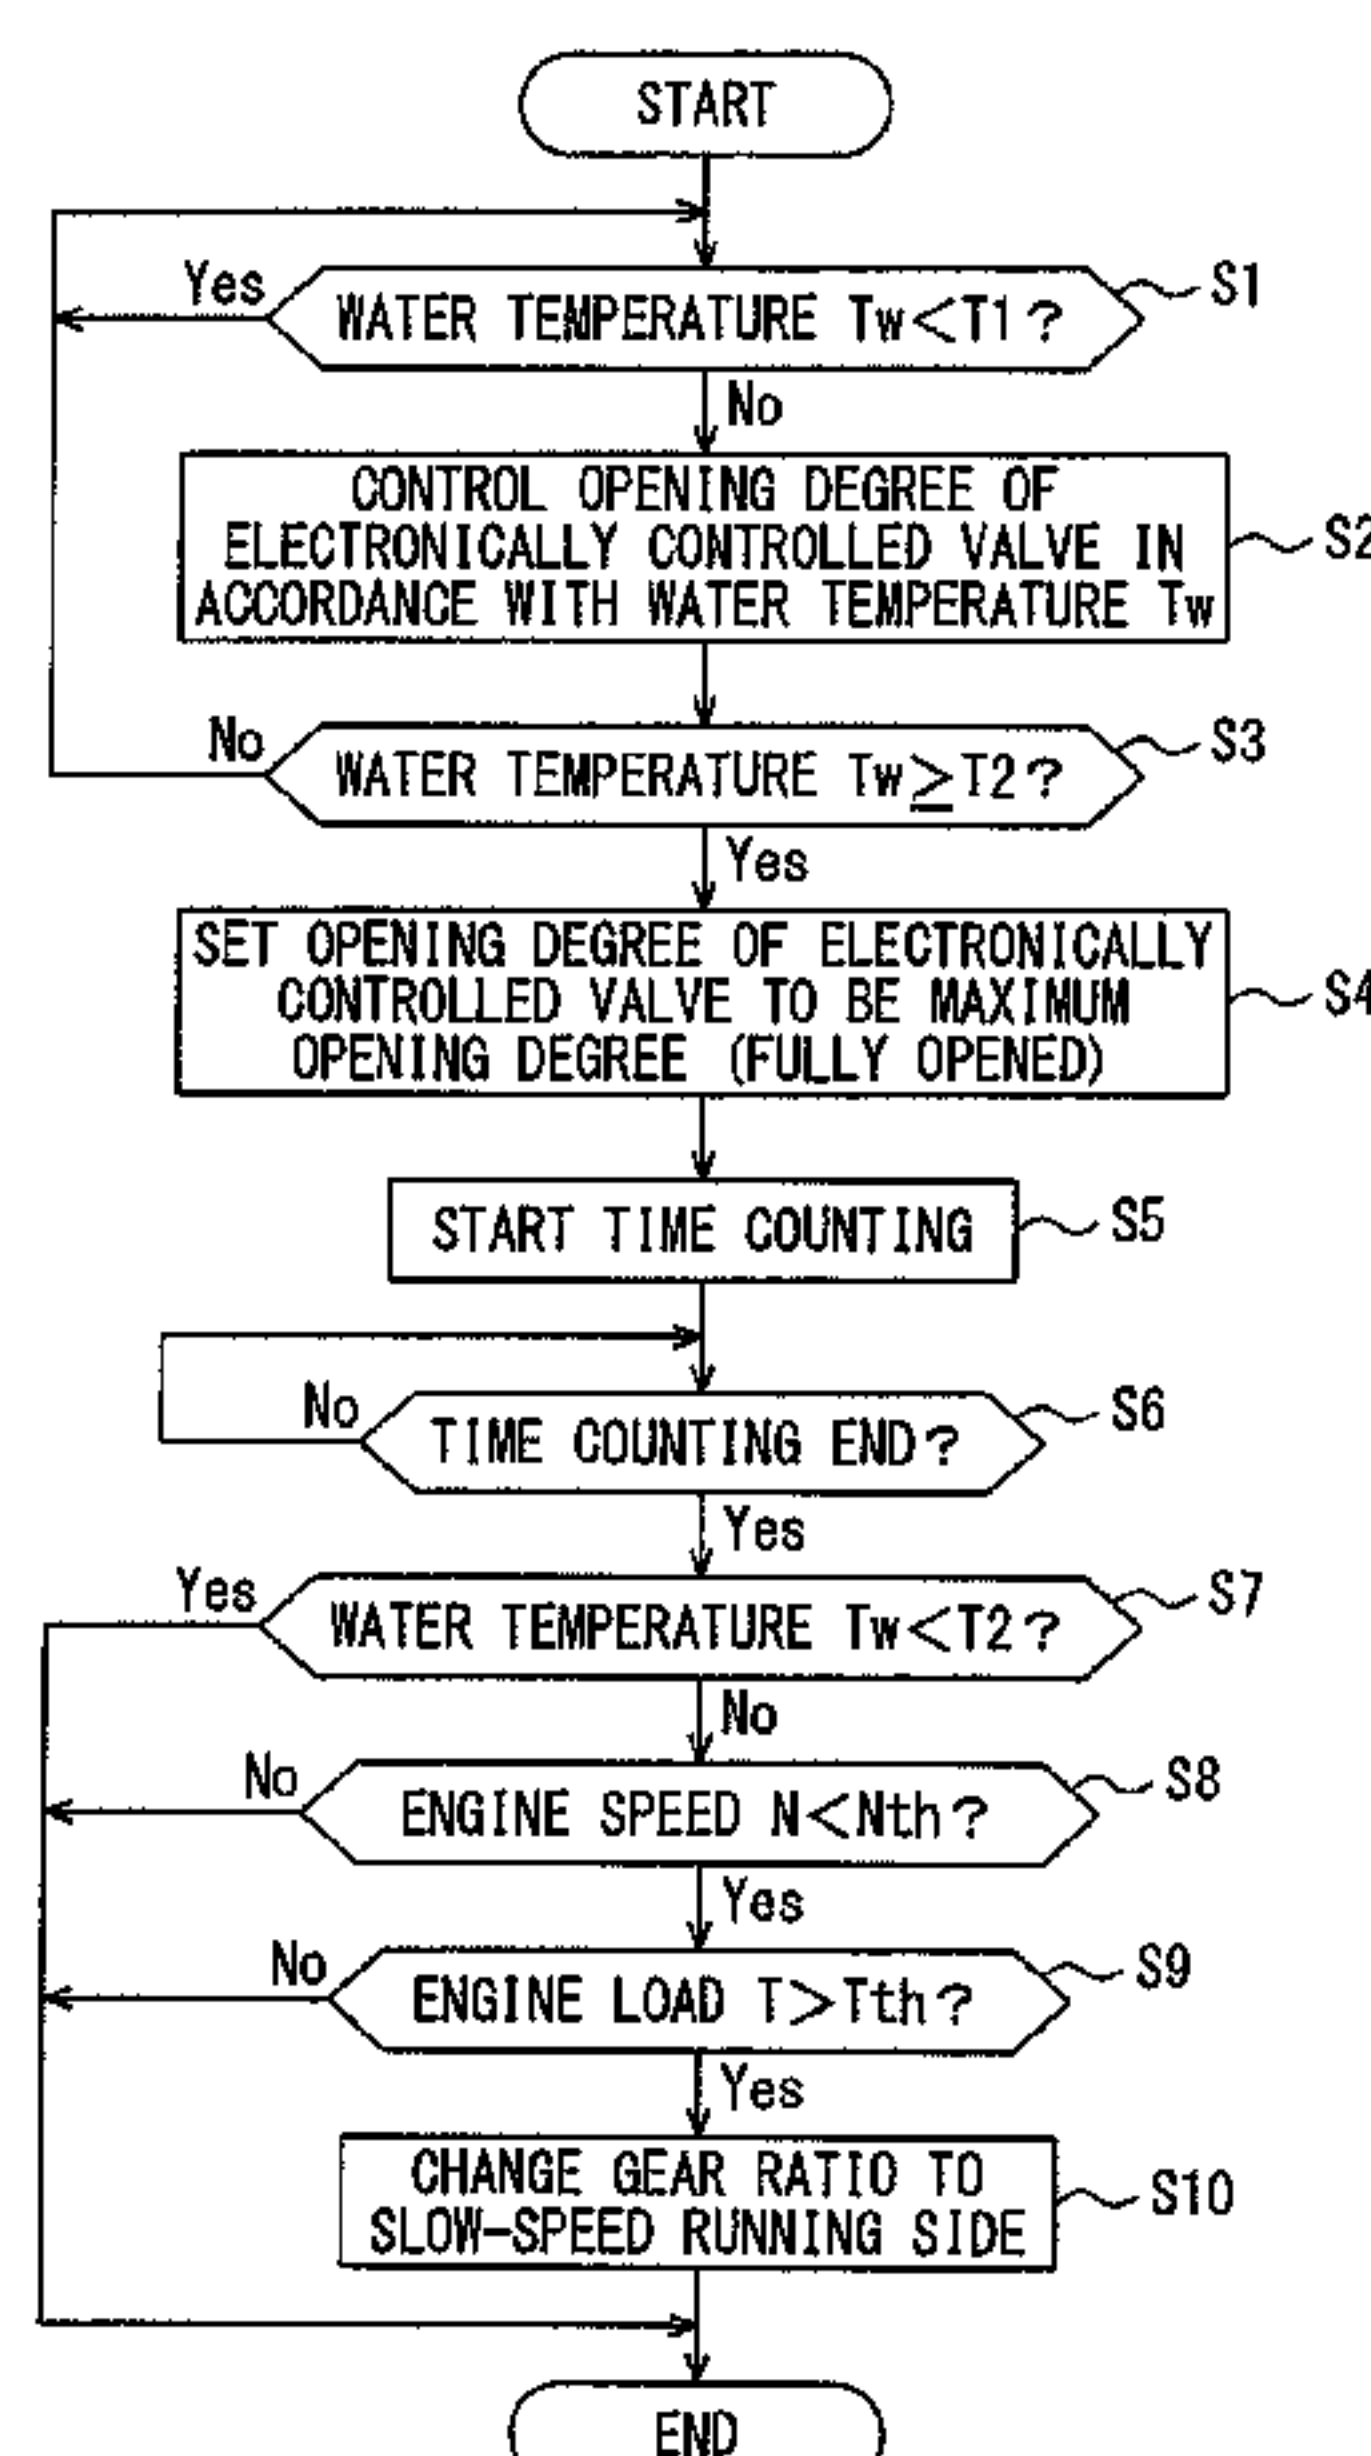 START
Yes
WATER TEMPERATURE Tw<T1?
S1
No
CONTROL OPENING DEGREE OF
ELECTRONICALLY CONTROLLED VALVE IN
ACCORDANCE WITH WATER TEMPERATURE Tw
S2
No
WATER TEMPERATURE Tw≥T2?
S3
Yes
SET OPENING DEGREE OF ELECTRONICALLY
CONTROLLED VALVE TO BE MAXIMUM
OPENING DEGREE (FULLY OPENED)
S4
START TIME COUNTING
S5
No
TIME COUNTING END?
S6
Yes
Yes
WATER TEMPERATURE Tw<T2?
S7
No
No
ENGINE SPEED N<Nth?
S8
Yes
No
ENGINE LOAD T>Tth?
S9
Yes
CHANGE GEAR RATIO TO
SLOW-SPEED RUNNING SIDE
S10
END